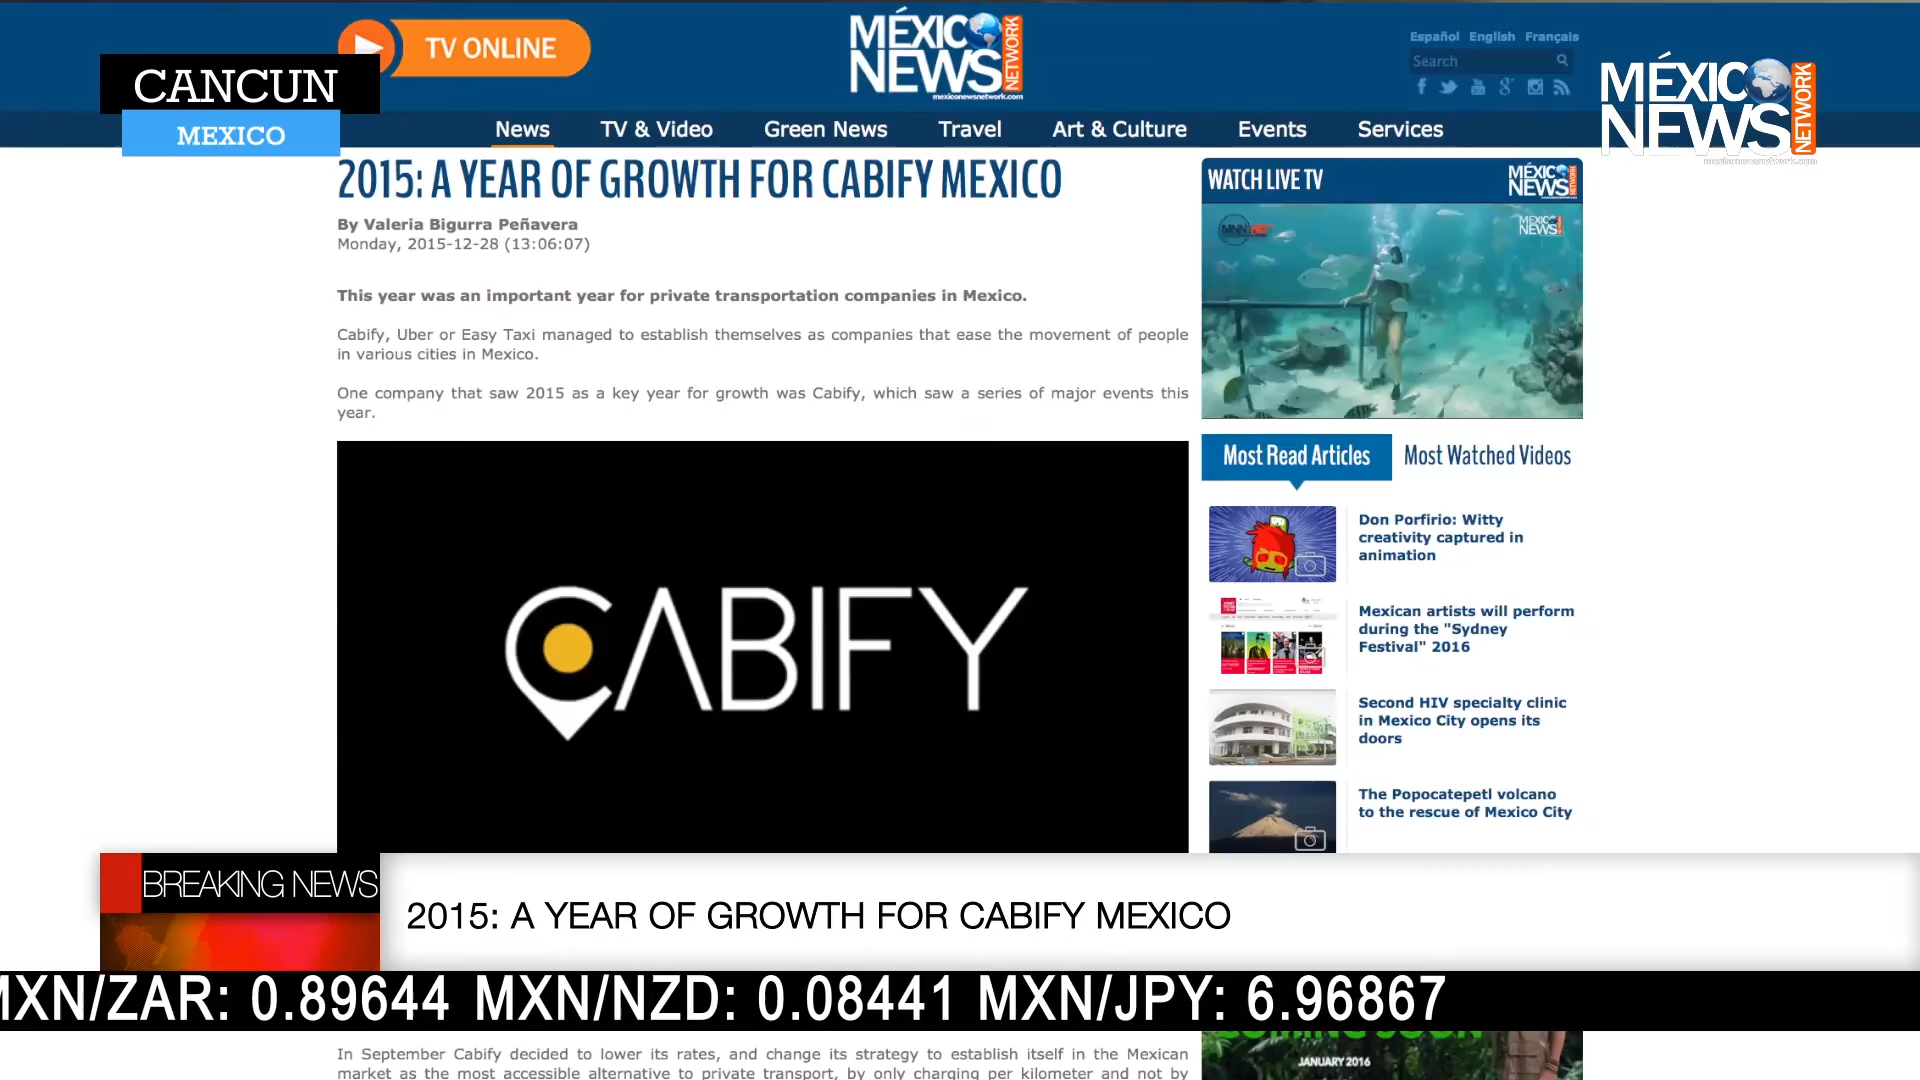 TV ONLINE
MÉXICO
NEWS
NETWORK
mexiconewsnetwork.com
Español English Français
Search
CANCUN
MEXICO
MÉXICO
NEWS
NETWORK
mexiconewsnetwork.com
News TV & Video Green News Travel Art & Culture Events Services
2015: A YEAR OF GROWTH FOR CABIFY MEXICO
By Valeria Bigurra Peñavera
Monday, 2015-12-28 (13:06:07)
This year was an important year for private transportation companies in Mexico.
Cabify, Uber or Easy Taxi managed to establish themselves as companies that ease the movement of people
in various cities in Mexico.
One company that saw 2015 as a key year for growth was Cabify, which saw a series of major events this
year.
CABIFY
WATCH LIVE TV
MÉXICO
NEWS
NETWORK
MÉXICO
NEWS
Most Read Articles Most Watched Videos
Don Porfirio: Witty
creativity captured in
animation
Mexican artists will perform
during the "Sydney
Festival" 2016
Second HIV specialty clinic
in Mexico City opens its
doors
The Popocatepetl volcano
to the rescue of Mexico City
BREAKING NEWS
2015: A YEAR OF GROWTH FOR CABIFY MEXICO
MXN/ZAR: 0.89644 MXN/NZD: 0.08441 MXN/JPY: 6.96867
In September Cabify decided to lower its rates, and change its strategy to establish itself in the Mexican
market as the most accessible alternative to private transport, by only charging per kilometer and not by
JANUARY 2016